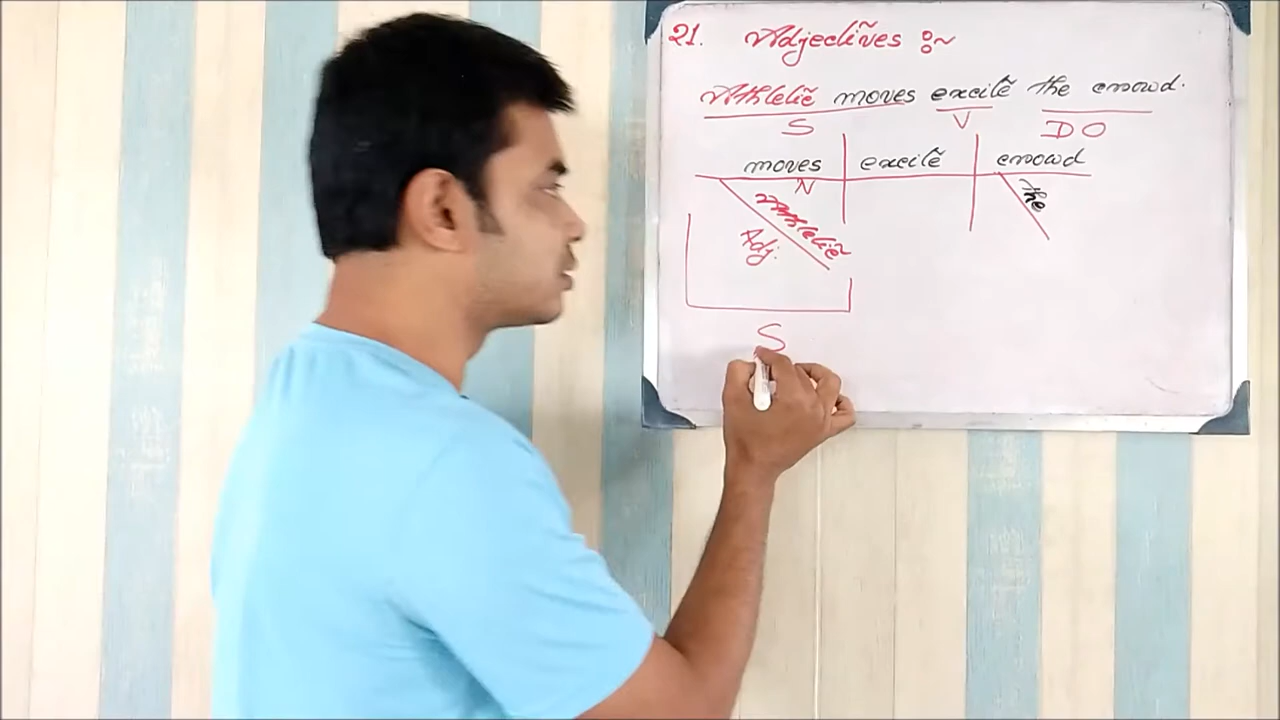 21. Adjectives :~
Athletic moves excite the crowd.
S V DO
moves excite crowd
N Athletic the
Adj.
S